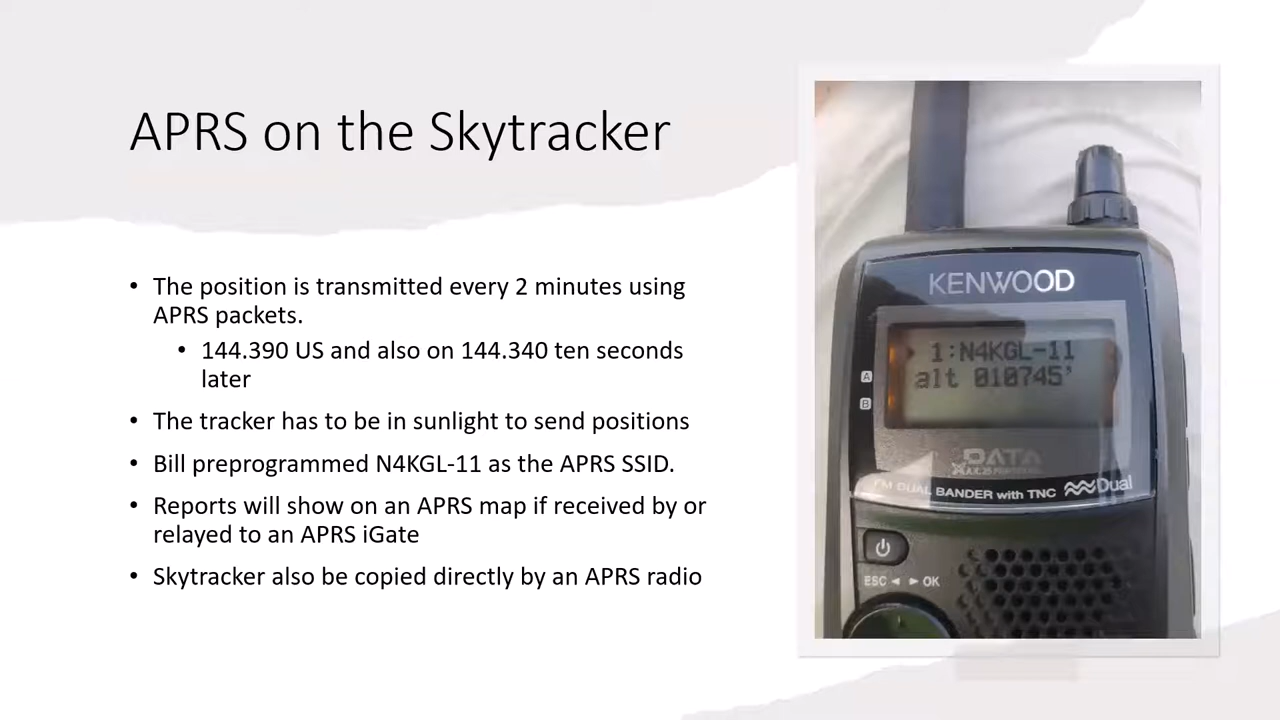 APRS on the Skytracker
• The position is transmitted every 2 minutes using
APRS packets.
• 144.390 US and also on 144.340 ten seconds
later
• The tracker has to be in sunlight to send positions
• Bill preprogrammed N4KGL-11 as the APRS SSID.
• Reports will show on an APRS map if received by or
relayed to an APRS iGate
• Skytracker also be copied directly by an APRS radio
KENWOOD
1:N4KGL-11
alt 010745'
A
B
DATA
FM DUAL BANDER with TNC Dual
ESC ◄ ► OK